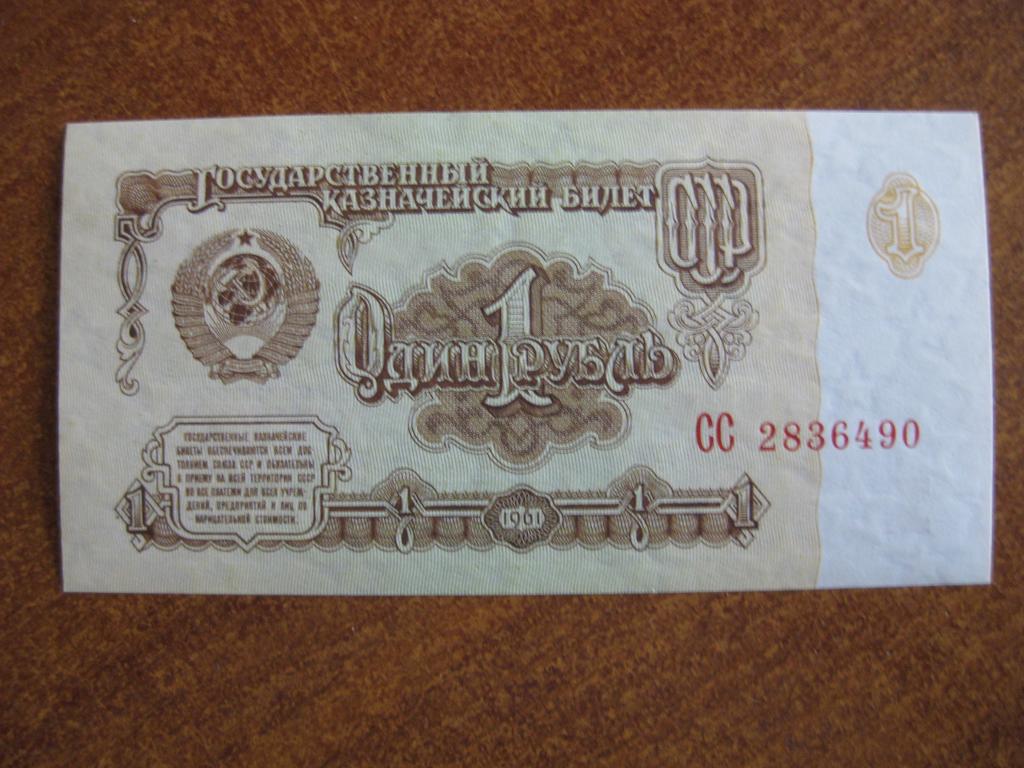 Государственный
казначейский билет
СССР
1
Один 1 рубль
СС 2836490
ГОСУДАРСТВЕННЫЕ КАЗНАЧЕЙСКИЕ
БИЛЕТЫ ОБЕСПЕЧИВАЮТСЯ ВСЕМ ДОС
ТОЯНИЕМ СОЮЗА ССР И ОБЯЗАТЕЛЬНЫ
К ПРИЕМУ НА ВСЕЙ ТЕРРИТОРИИ СССР
ВО ВСЕ ПЛАТЕЖИ ДЛЯ ВСЕХ УЧРЕЖ-
ДЕНИЙ, ПРЕДПРИЯТИЙ И ЛИЦ ПО
НАРИЦАТЕЛЬНОЙ СТОИМОСТИ.
1 1 1961 1 1